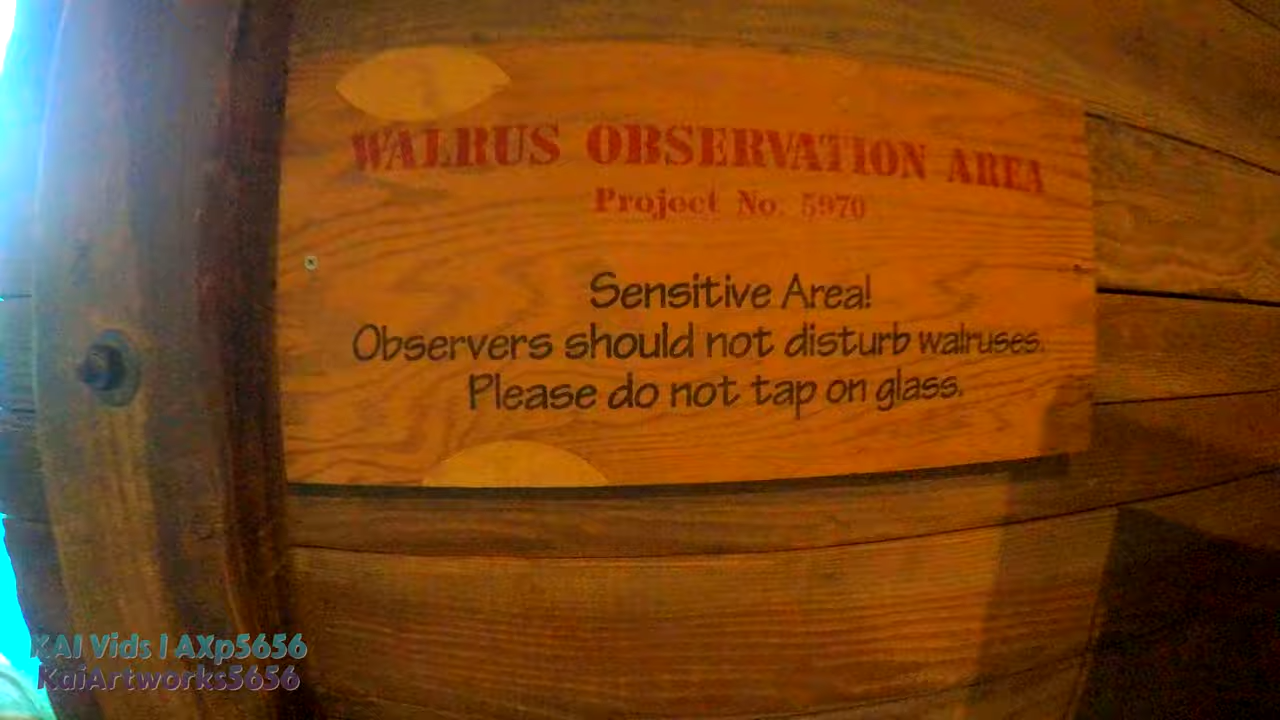 WALRUS OBSERVATION AREA
Project No. 5970
Sensitive Area!
Observers should not disturb walruses.
Please do not tap on glass.
KAI Vids | AXp5656
KaiArtworks5656